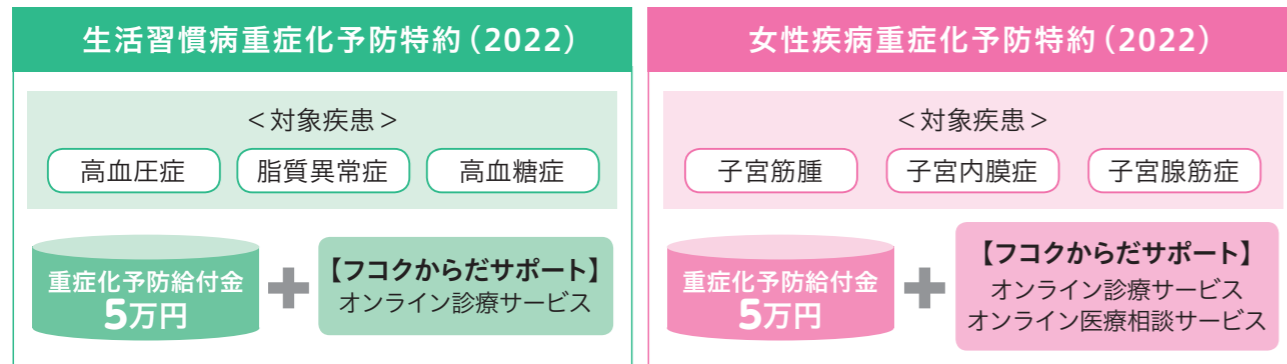 生活習慣病重症化予防特約（2022）
＜対象疾患＞
高血圧症 脂質異常症 高血糖症
重症化予防給付金
5万円
＋
【フコクからだサポート】
オンライン診療サービス
女性疾病重症化予防特約（2022）
＜対象疾患＞
子宮筋腫 子宮内膜症 子宮腺筋症
重症化予防給付金
5万円
＋
【フコクからだサポート】
オンライン診療サービス
オンライン医療相談サービス